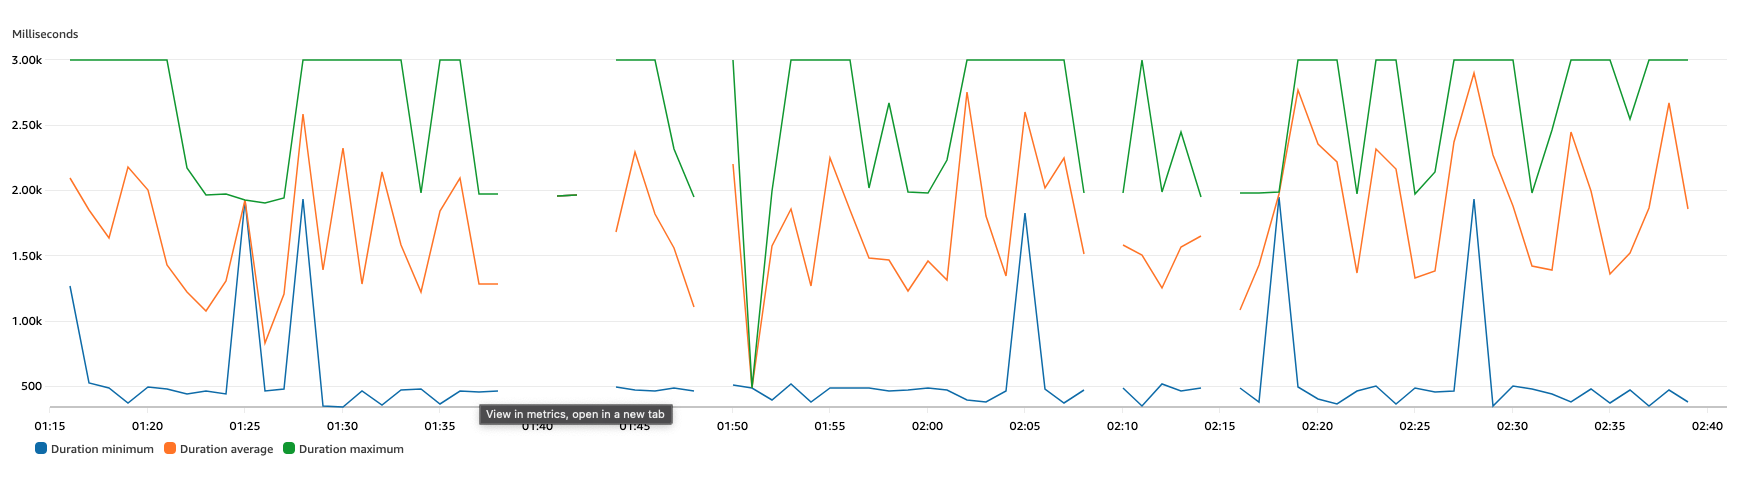 Milliseconds
3.00k
2.50k
2.00k
1.50k
1.00k
500
View in metrics, open in a new tab
01:15 01:20 01:25 01:30 01:35 01:40 01:45 01:50 01:55 02:00 02:05 02:10 02:15 02:20 02:25 02:30 02:35 02:40
Duration minimum Duration average Duration maximum